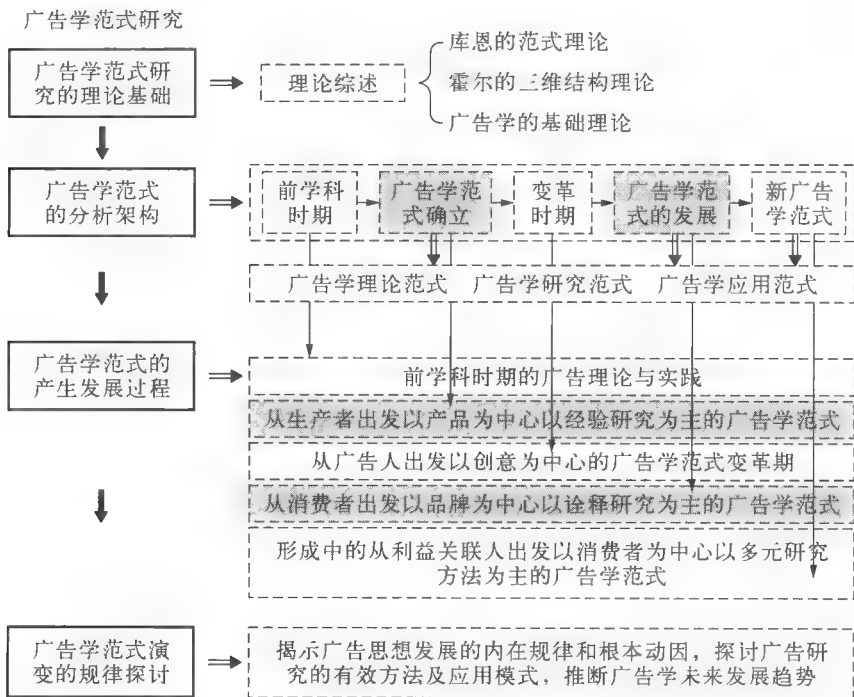 广告学范式研究
广告学范式研
究的理论基础
理论综述
库恩的范式理论
霍尔的三维结构理论
广告学的基础理论
广告学范式
的分析架构
前学科
时期
广告学范
式确立
变革
时期
广告学范
式的发展
新广告
学范式
广告学理论范式
广告学研究范式
广告学应用范式
广告学范式的
产生发展过程
前学科时期的广告理论与实践
从生产者出发以产品为中心以经验研究为主的广告学范式
从广告人出发以创意为中心的广告学范式变革期
从消费者出发以品牌为中心以诠释研究为主的广告学范式
形成中的从利益关联人出发以消费者为中心以多元研究
方法为主的广告学范式
广告学范式演
变的规律探讨
揭示广告思想发展的内在规律和根本动因，探讨广告研
究的有效方法及应用模式，推断广告学未来发展趋势